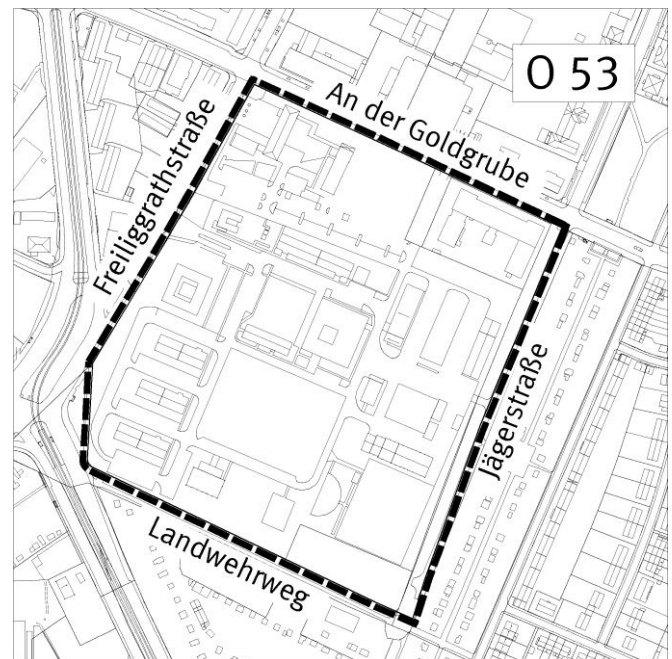 O 53
An der Goldgrube
Freiliggrathstraße
Jägerstraße
Landwehrweg